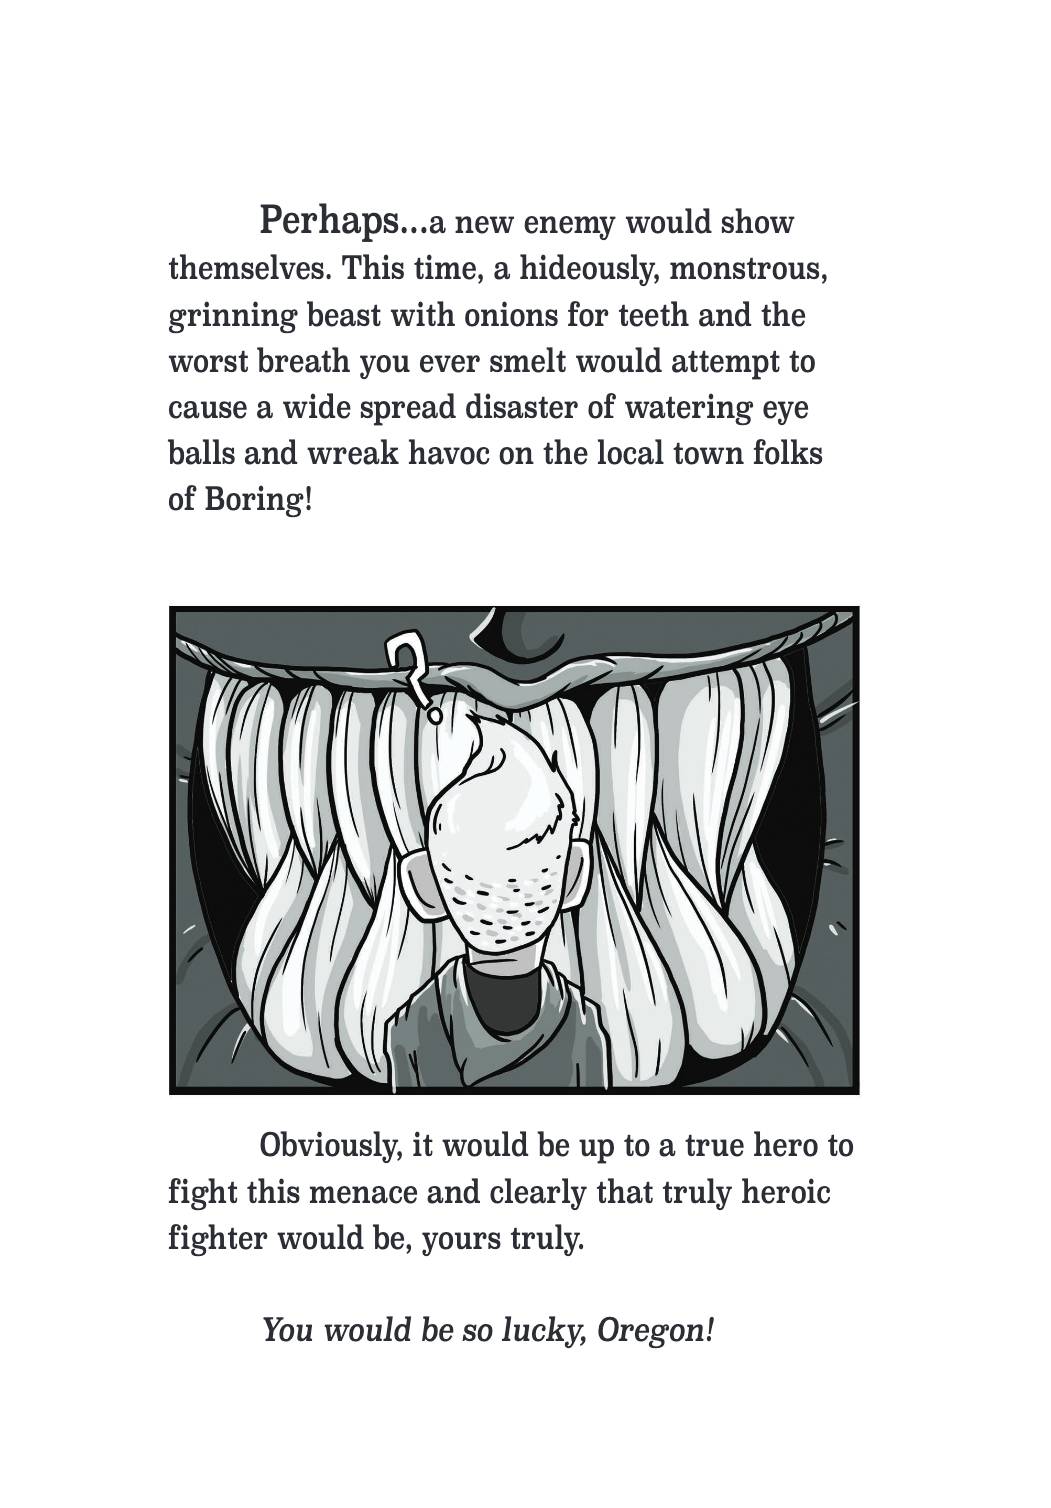 Perhaps...a new enemy would show
themselves. This time, a hideously, monstrous,
grinning beast with onions for teeth and the
worst breath you ever smelt would attempt to
cause a wide spread disaster of watering eye
balls and wreak havoc on the local town folks
of Boring!
?
Obviously, it would be up to a true hero to
fight this menace and clearly that truly heroic
fighter would be, yours truly.
You would be so lucky, Oregon!